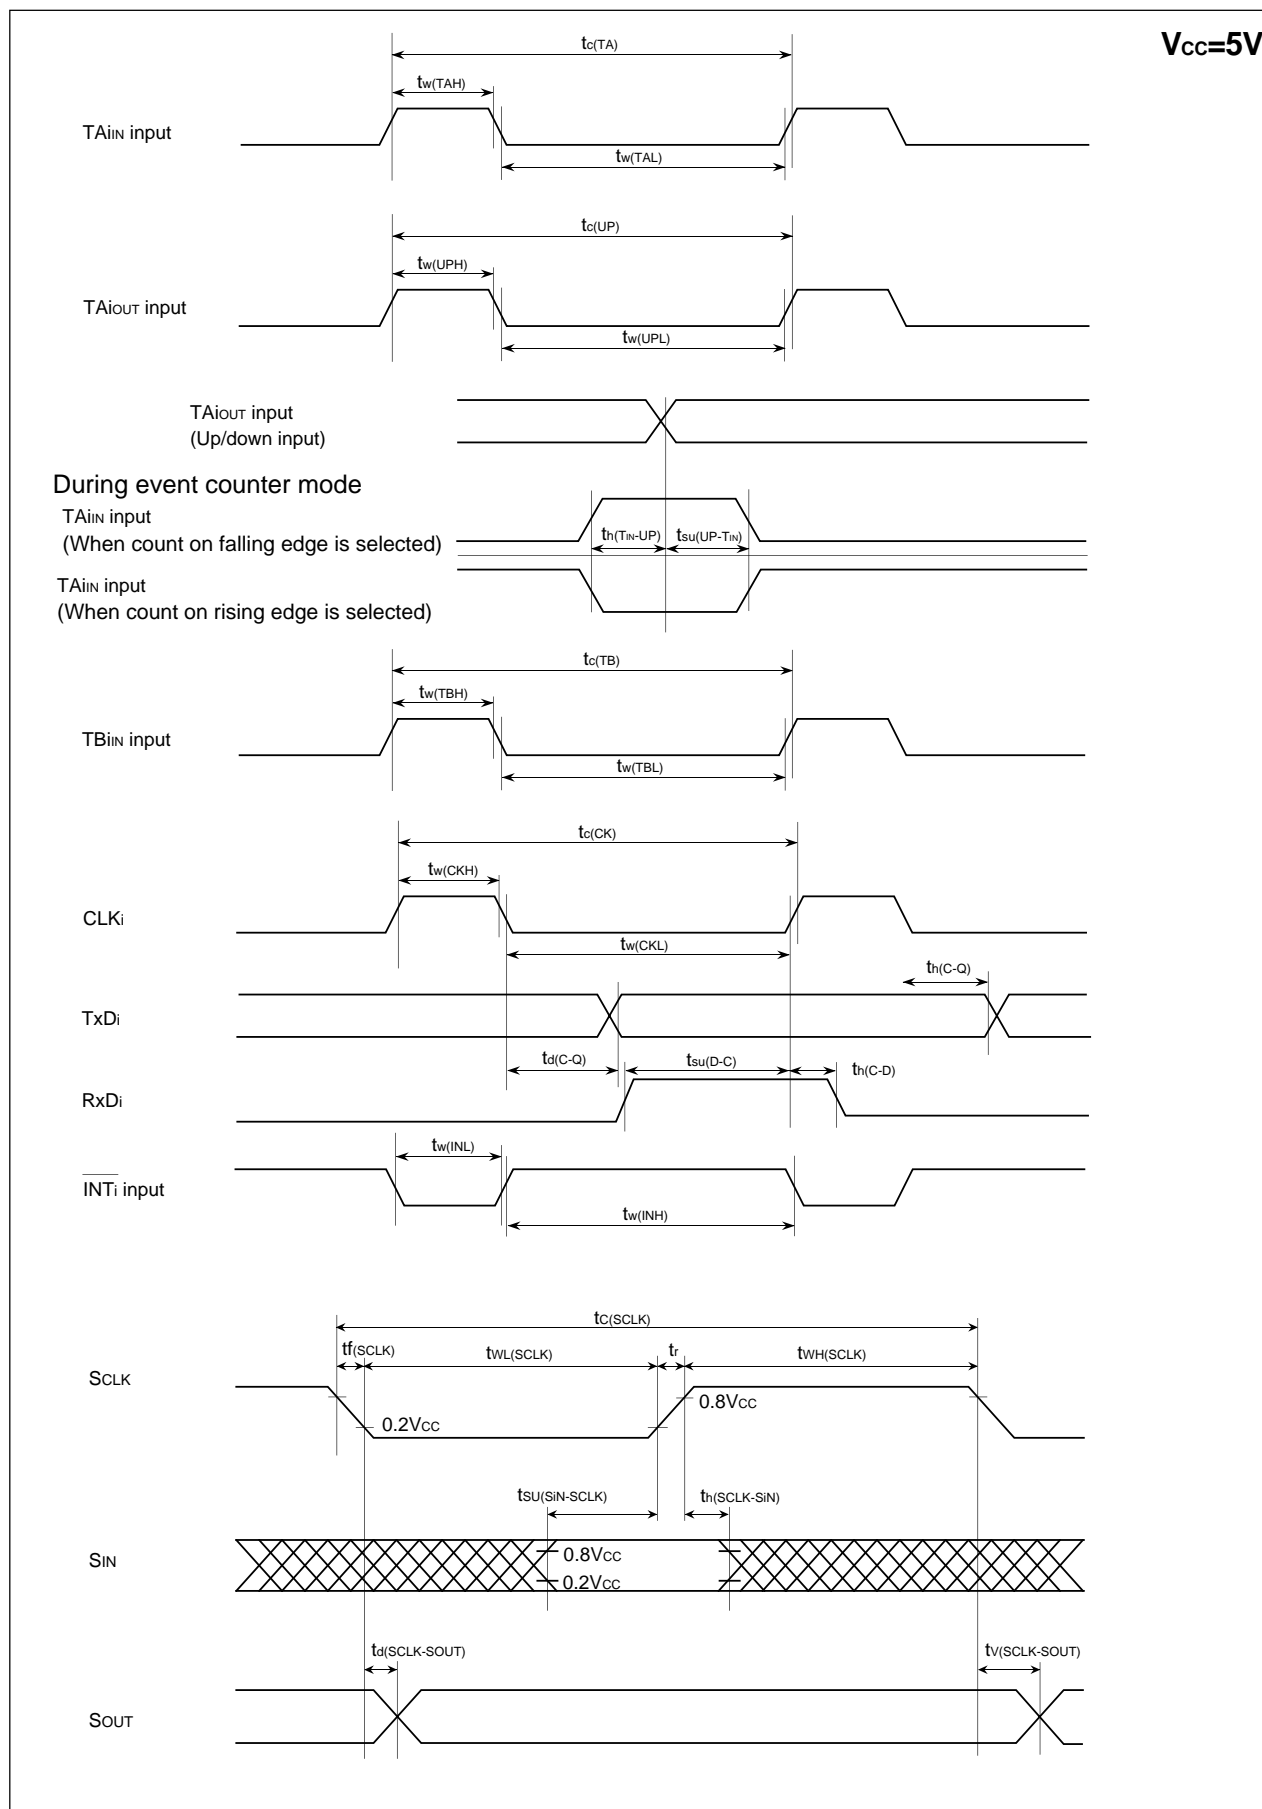 VCC=5V
tc(TA)
tw(TAH)
TAiIN input
tw(TAL)
tc(UP)
tw(UPH)
TAiOUT input
tw(UPL)
TAiOUT input
(Up/down input)
During event counter mode
TAiIN input
(When count on falling edge is selected)
th(TIN-UP) tsu(UP-TIN)
TAiIN input
(When count on rising edge is selected)
tc(TB)
tw(TBH)
TBiIN input
tw(TBL)
tc(CK)
tw(CKH)
CLKi
tw(CKL)
th(C-Q)
TxDi
td(C-Q) tsu(D-C) th(C-D)
RxDi
tw(INL)
INTi input
tw(INH)
tC(SCLK)
tf(SCLK) tWL(SCLK) tr tWH(SCLK)
SCLK
0.8VCC
0.2VCC
tSU(SiN-SCLK) th(SCLK-SiN)
SIN
0.8VCC
0.2VCC
td(SCLK-SOUT) tV(SCLK-SOUT)
SOUT